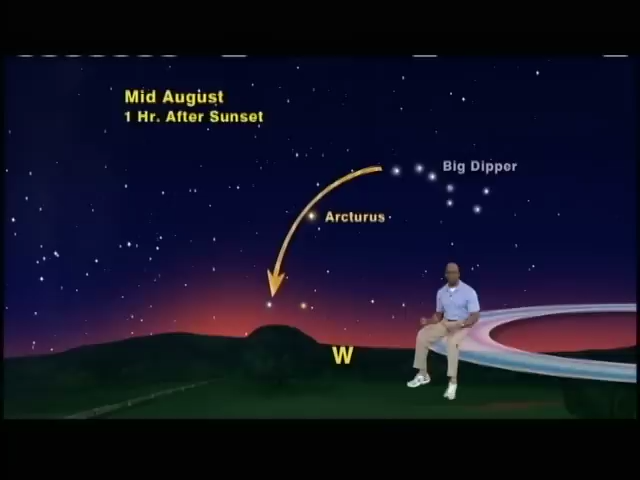 Mid August
1 Hr. After Sunset
Big Dipper
Arcturus
W